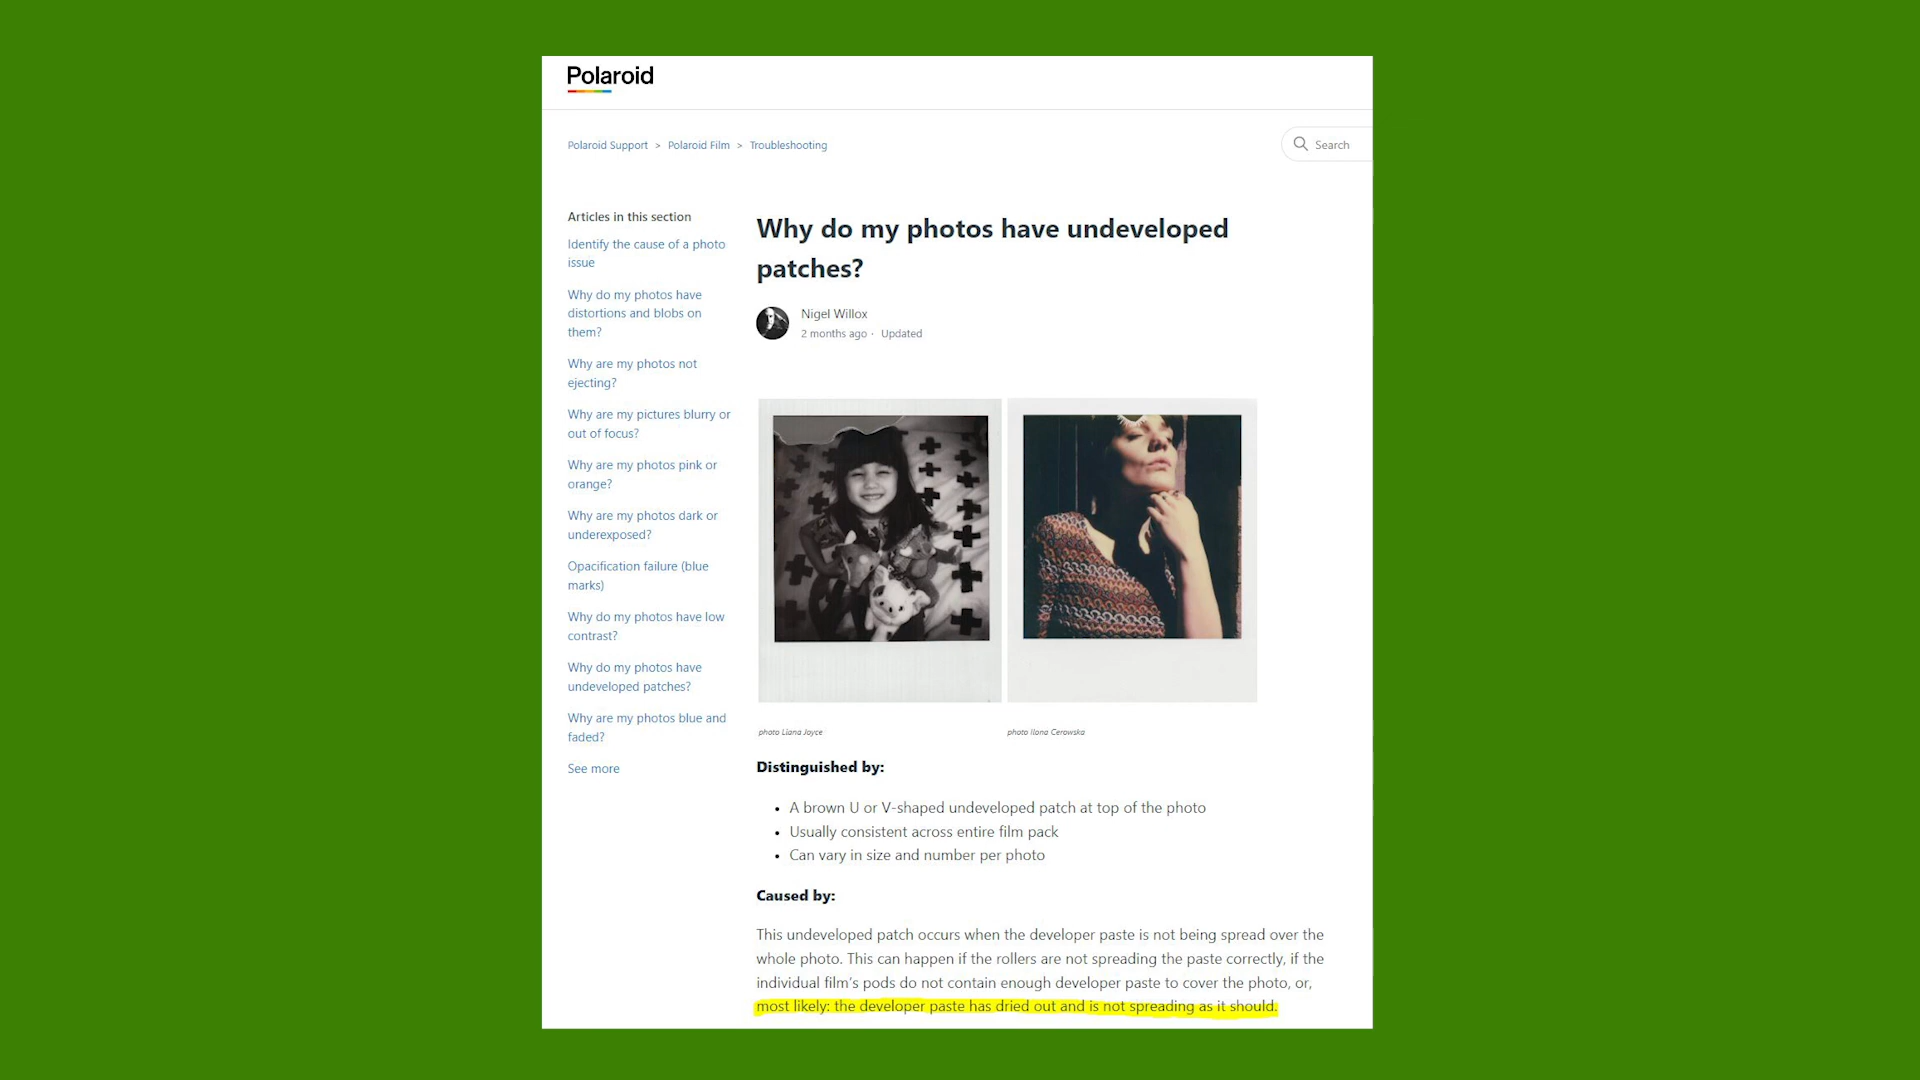 Polaroid
Polaroid Support > Polaroid Film > Troubleshooting
Search
Articles in this section
Identify the cause of a photo
issue
Why do my photos have
distortions and blobs on
them?
Why are my photos not
ejecting?
Why are my pictures blurry or
out of focus?
Why are my photos pink or
orange?
Why are my photos dark or
underexposed?
Opacification failure (blue
marks)
Why do my photos have low
contrast?
Why do my photos have
undeveloped patches?
Why are my photos blue and
faded?
See more
Why do my photos have undeveloped
patches?
Nigel Willox
2 months ago · Updated
photo Liana Joyce
photo Ilona Cerowska
Distinguished by:
• A brown U or V-shaped undeveloped patch at top of the photo
• Usually consistent across entire film pack
• Can vary in size and number per photo
Caused by:
This undeveloped patch occurs when the developer paste is not being spread over the
whole photo. This can happen if the rollers are not spreading the paste correctly, if the
individual film's pods do not contain enough developer paste to cover the photo, or,
most likely: the developer paste has dried out and is not spreading as it should.